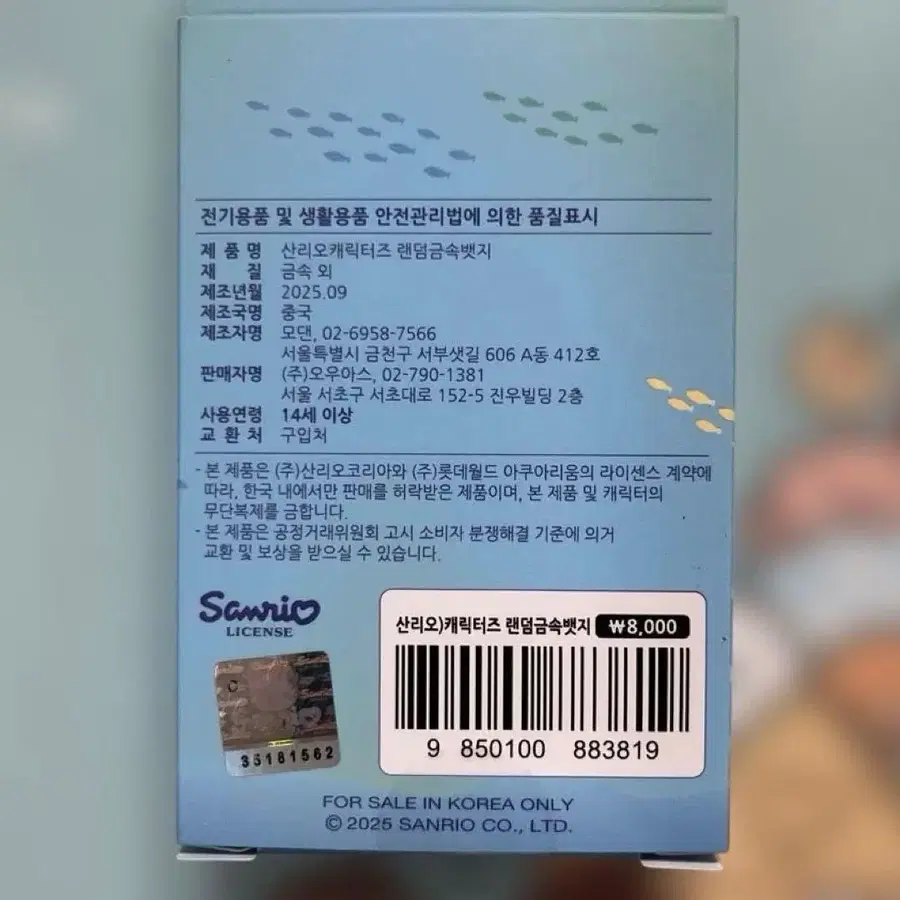 전기용품 및 생활용품 안전관리법에 의한 품질표시
제 품 명 산리오캐릭터즈 랜덤금속뱃지
재 질 금속 외
제조년월 2025.09
제조국명 중국
제조자명 모댄, 02-6958-7566
서울특별시 금천구 서부샛길 606 A동 412호
판매자명 (주)오우아스, 02-790-1381
서울 서초구 서초대로 152-5 진우빌딩 2층
사용연령 14세 이상
교 환 처 구입처
- 본 제품은 (주)산리오코리아와 (주)롯데월드 아쿠아리움의 라이센스 계약에
따라, 한국 내에서만 판매를 허락받은 제품이며, 본 제품 및 캐릭터의
무단복제를 금합니다.
- 본 제품은 공정거래위원회 고시 소비자 분쟁해결 기준에 의거
교환 및 보상을 받으실 수 있습니다.
Sanrio
LICENSE
35181562
산리오)캐릭터즈 랜덤금속뱃지 ₩8,000
9 850100 883819
FOR SALE IN KOREA ONLY
© 2025 SANRIO CO., LTD.